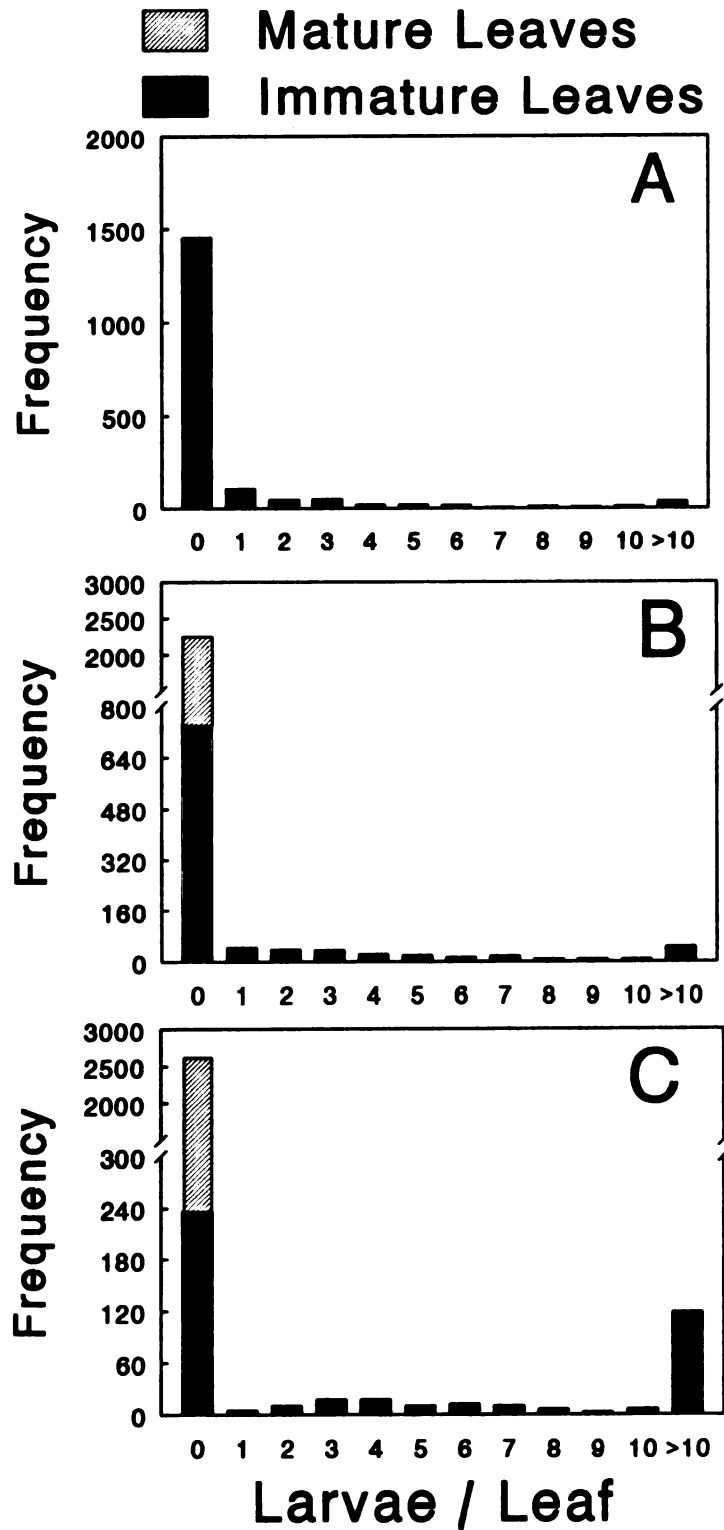 Mature Leaves
Immature Leaves
A
2000
1500
1000
500
0
Frequency
0 1 2 3 4 5 6 7 8 9 10 >10
B
3000
2500
2000
800
640
480
320
160
0
Frequency
0 1 2 3 4 5 6 7 8 9 10 >10
C
3000
2500
2000
300
240
180
120
60
0
Frequency
0 1 2 3 4 5 6 7 8 9 10 >10
Larvae / Leaf